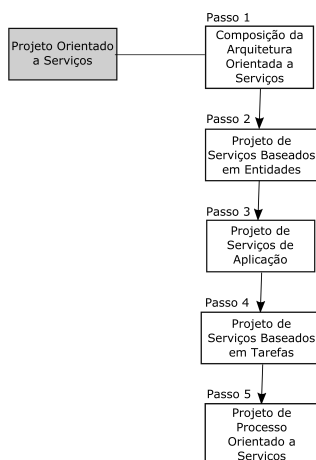 Projeto Orientado
a Serviços
Passo 1
Composição da
Arquitetura
Orientada a
Serviços
Passo 2
Projeto de
Serviços Baseados
em Entidades
Passo 3
Projeto de
Serviços de
Aplicação
Passo 4
Projeto de
Serviços Baseados
em Tarefas
Passo 5
Projeto de
Processo
Orientado a
Serviços